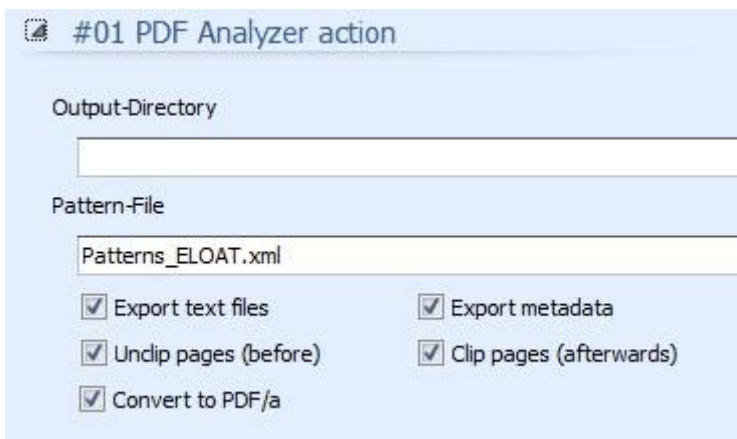 #01 PDF Analyzer action
Output-Directory
Pattern-File
Patterns_ELOAT.xml
Export text files
Export metadata
Unclip pages (before)
Clip pages (afterwards)
Convert to PDF/a